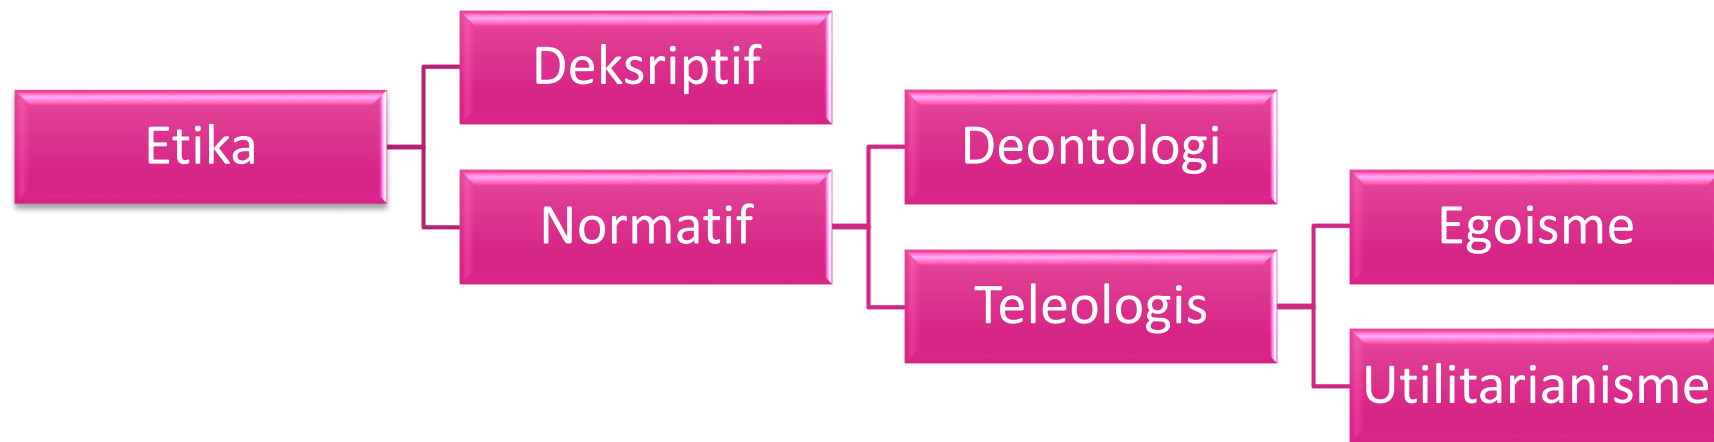 Etika
Deksriptif
Normatif
Deontologi
Teleologis
Egoisme
Utilitarianisme